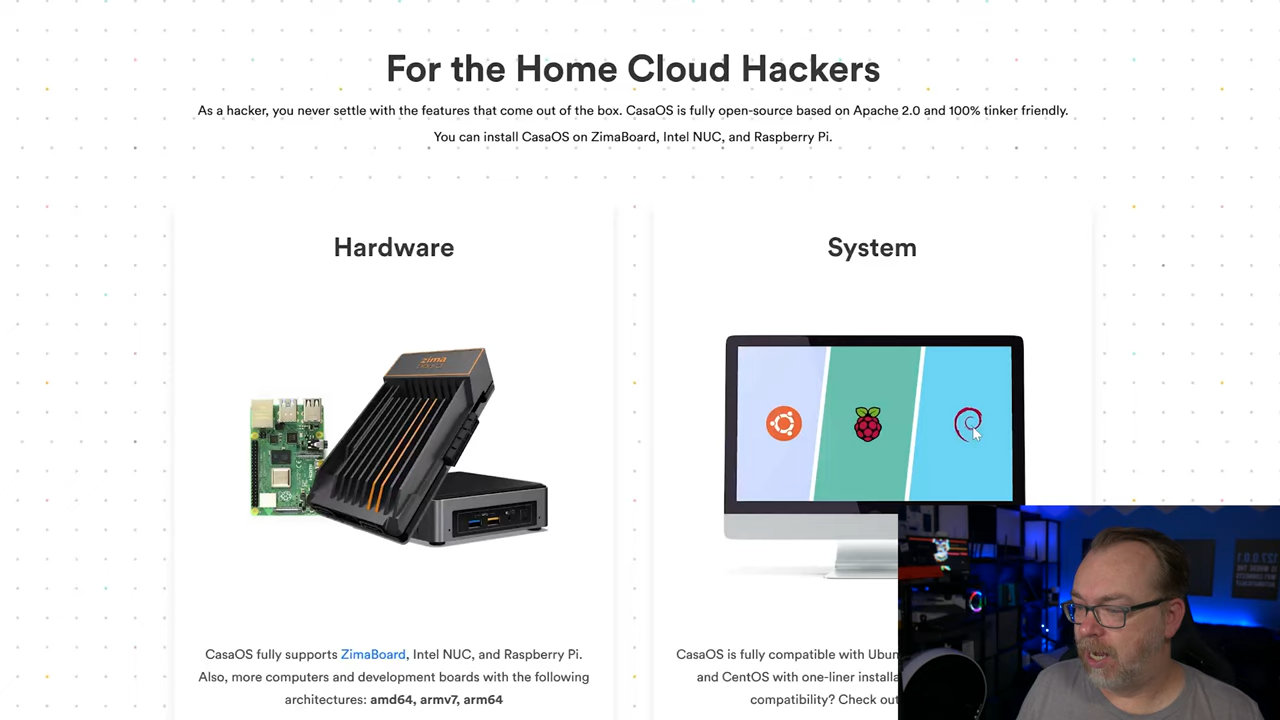 For the Home Cloud Hackers
As a hacker, you never settle with the features that come out of the box. CasaOS is fully open-source based on Apache 2.0 and 100% tinker friendly.
You can install CasaOS on ZimaBoard, Intel NUC, and Raspberry Pi.
Hardware
System
zima
board
CasaOS fully supports ZimaBoard, Intel NUC, and Raspberry Pi.
Also, more computers and development boards with the following
architectures: amd64, armv7, arm64
CasaOS is fully compatible with
and CentOS with one-liner
compatibility? Check out